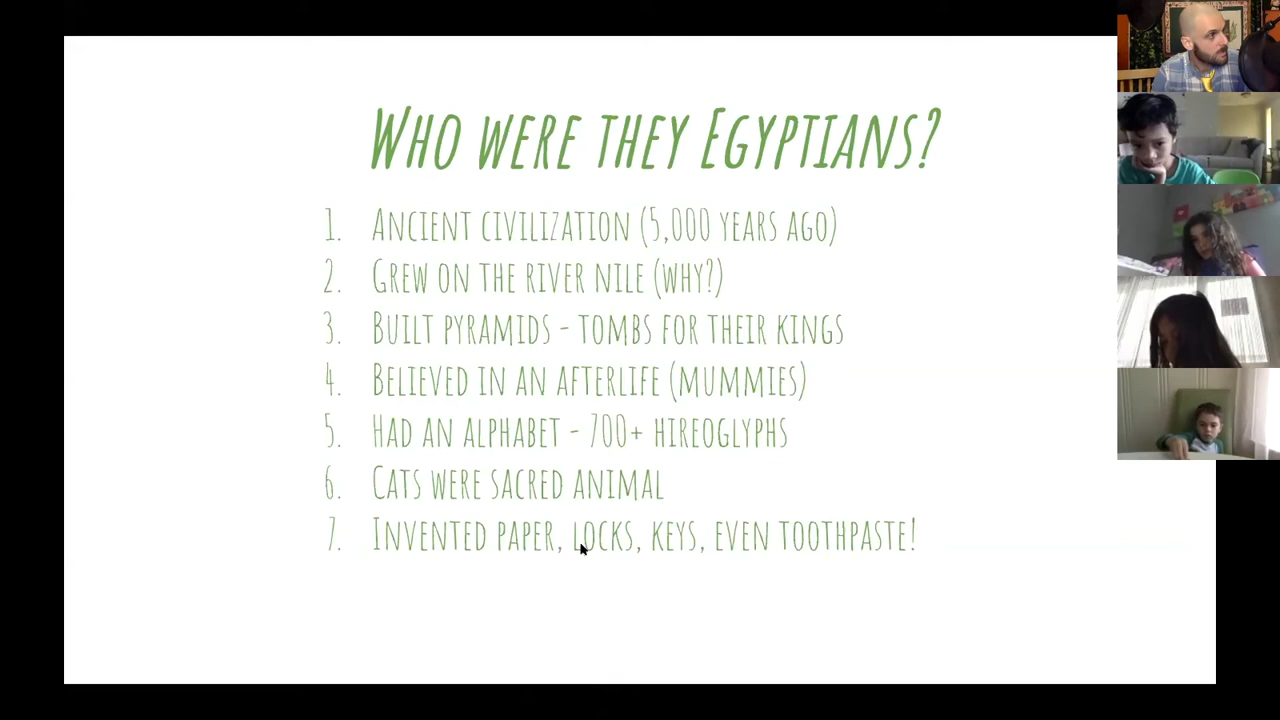 WHO WERE THEY EGYPTIANS?
1. ANCIENT CIVILIZATION (5,000 YEARS AGO)
2. GREW ON THE RIVER NILE (WHY?)
3. BUILT PYRAMIDS - TOMBS FOR THEIR KINGS
4. BELIEVED IN AN AFTERLIFE (MUMMIES)
5. HAD AN ALPHABET - 700+ HIREOGLYPHS
6. CATS WERE SACRED ANIMAL
7. INVENTED PAPER, LOCKS, KEYS, EVEN TOOTHPASTE!